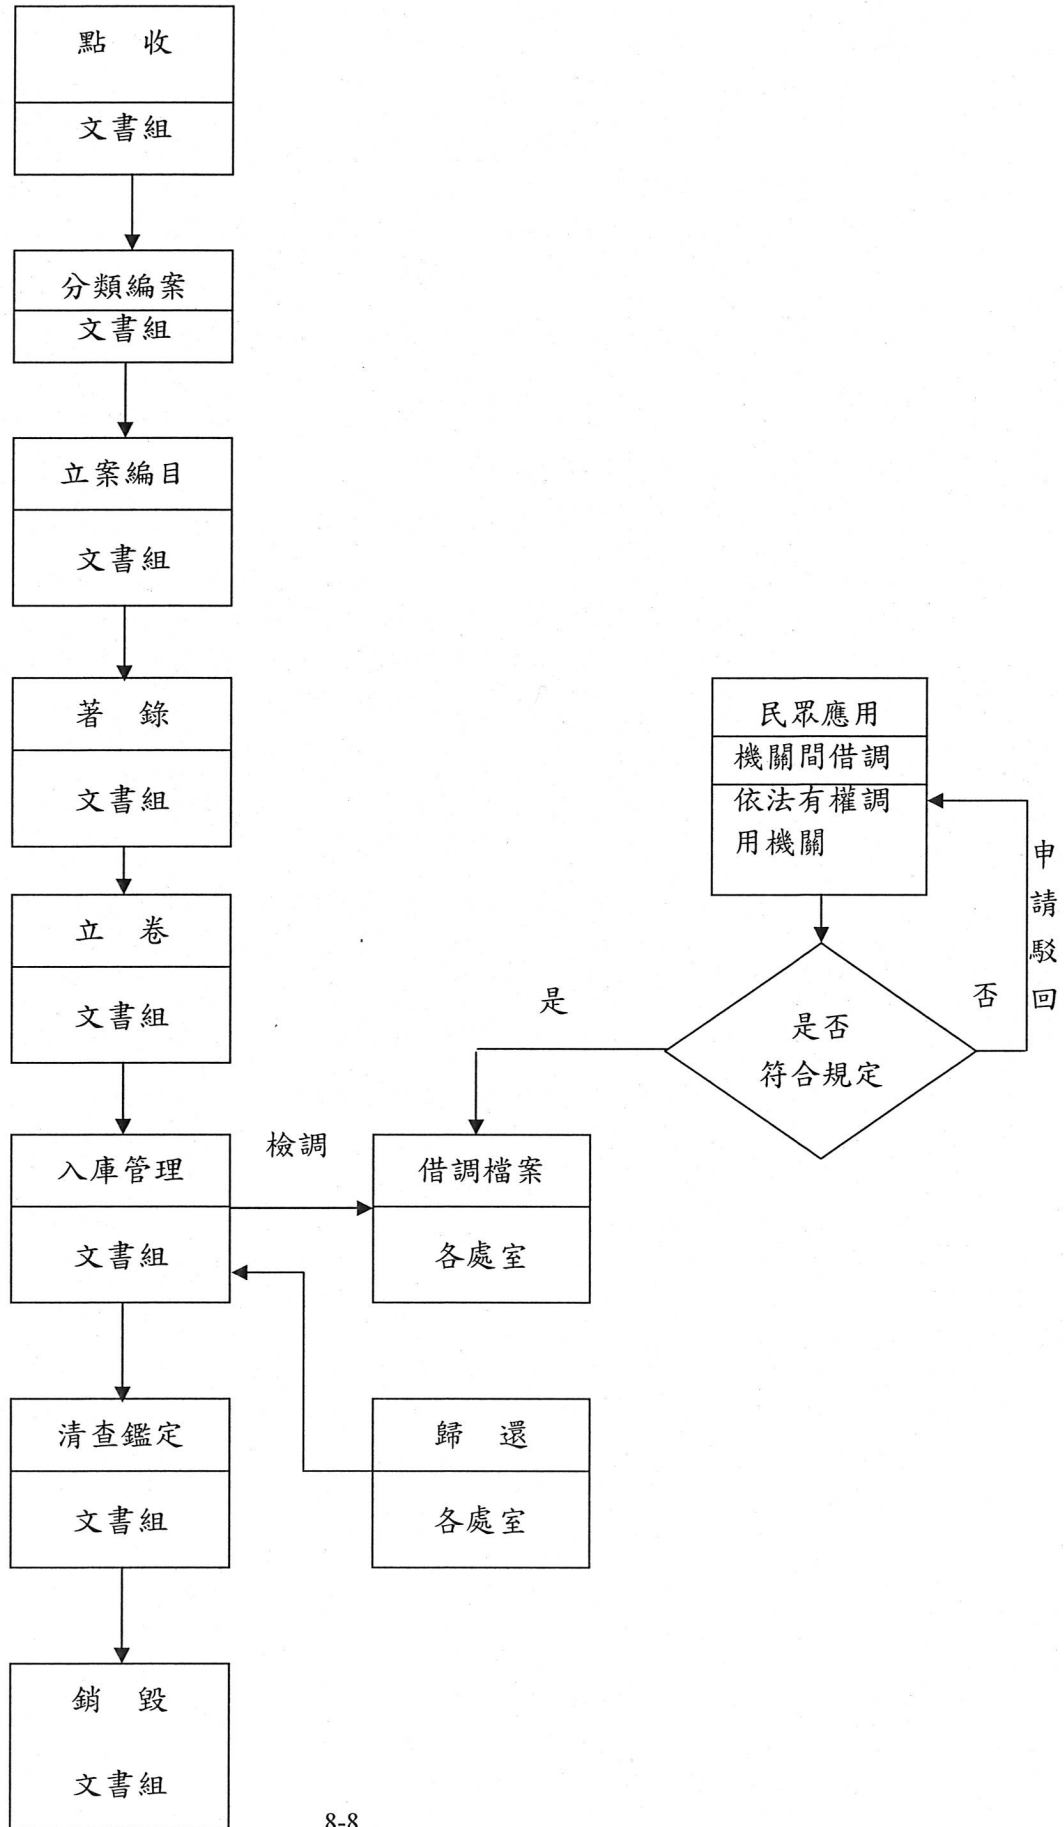 點　收
文書組
分類編案
文書組
立案編目
文書組
著　錄
文書組
立　卷
文書組
入庫管理
文書組
清查鑑定
文書組
銷　毀
文書組
檢調
借調檔案
各處室
歸　還
各處室
民眾應用
機關間借調
依法有權調
用機關
是否
符合規定
是
否
申請駁回
8-8